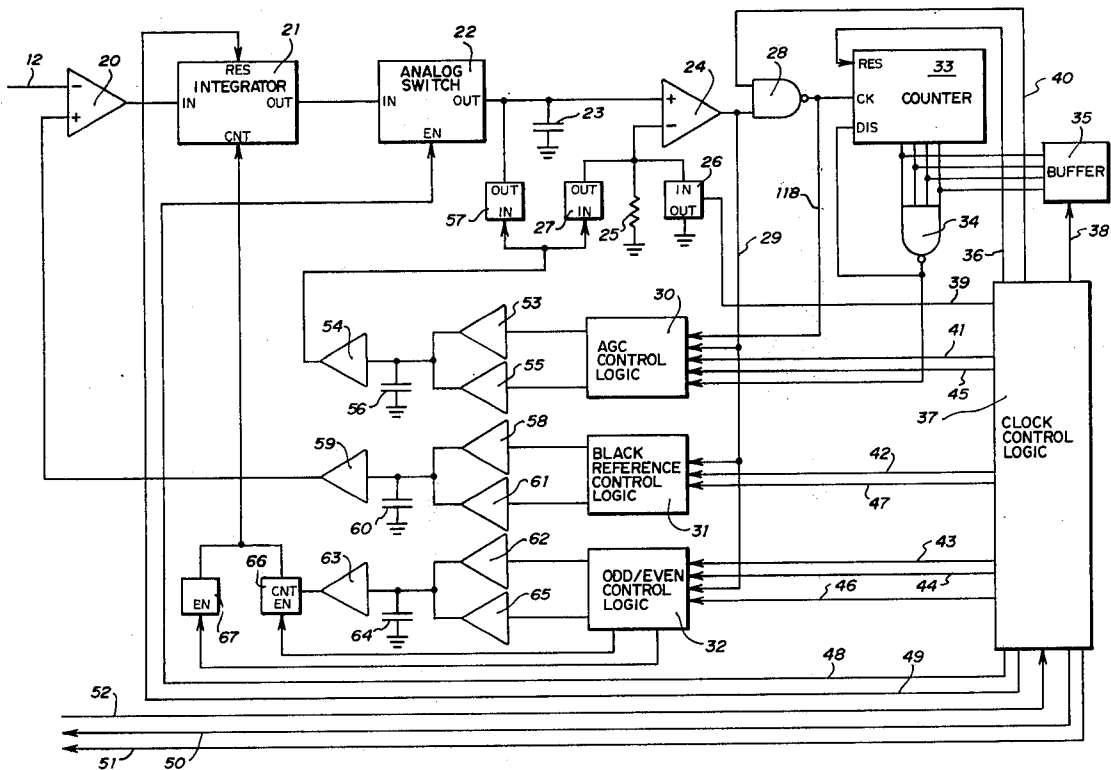 12
20
21
RES
INTEGRATOR
IN
OUT
CNT
22
ANALOG
SWITCH
IN
OUT
EN
23
24
28
RES
33
COUNTER
CK
DIS
40
35
BUFFER
OUT
IN
57
OUT
IN
27
25
26
IN
OUT
118
29
34
36
38
39
53
54
55
56
30
AGC
CONTROL
LOGIC
41
45
37
CLOCK
CONTROL
LOGIC
58
59
60
61
BLACK
REFERENCE
CONTROL
LOGIC
31
42
47
62
63
64
65
66
CNT
EN
EN
67
ODD/EVEN
CONTROL
LOGIC
32
43
44
46
48
49
52
51
50